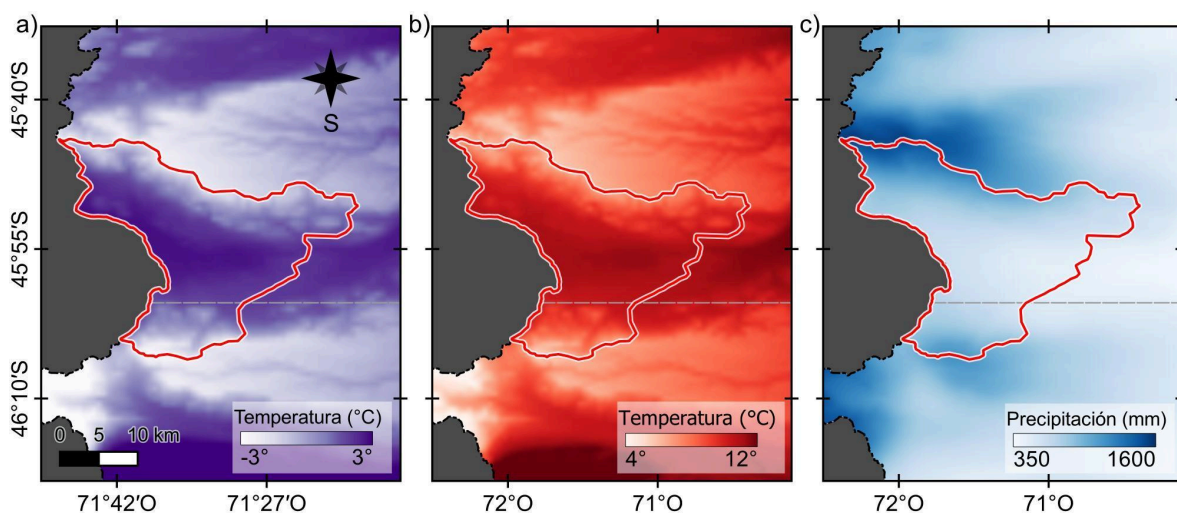 a)
b)
c)
45°40'S
45°55'S
46°10'S
S
0 5 10 km
Temperatura (°C)
-3° 3°
Temperatura (°C)
4° 12°
Precipitación (mm)
350 1600
71°42'O 71°27'O
72°O 71°O
72°O 71°O